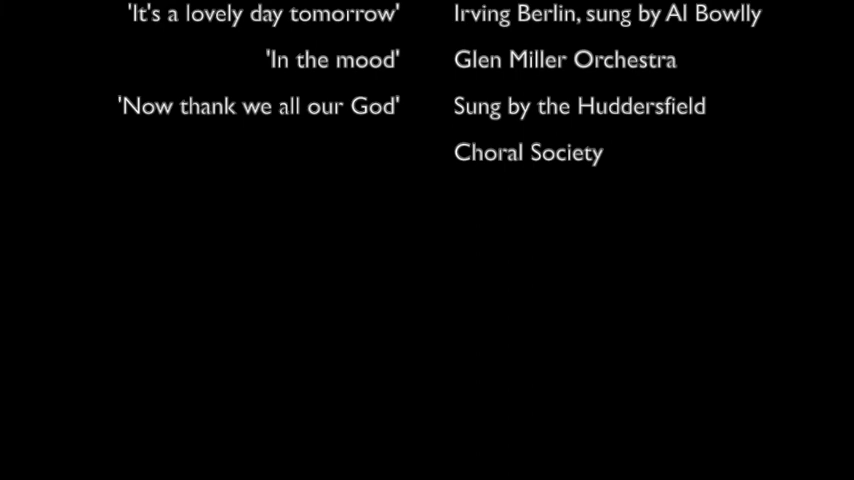 'It's a lovely day tomorrow' Irving Berlin, sung by Al Bowlly
'In the mood' Glen Miller Orchestra
'Now thank we all our God' Sung by the Huddersfield
Choral Society